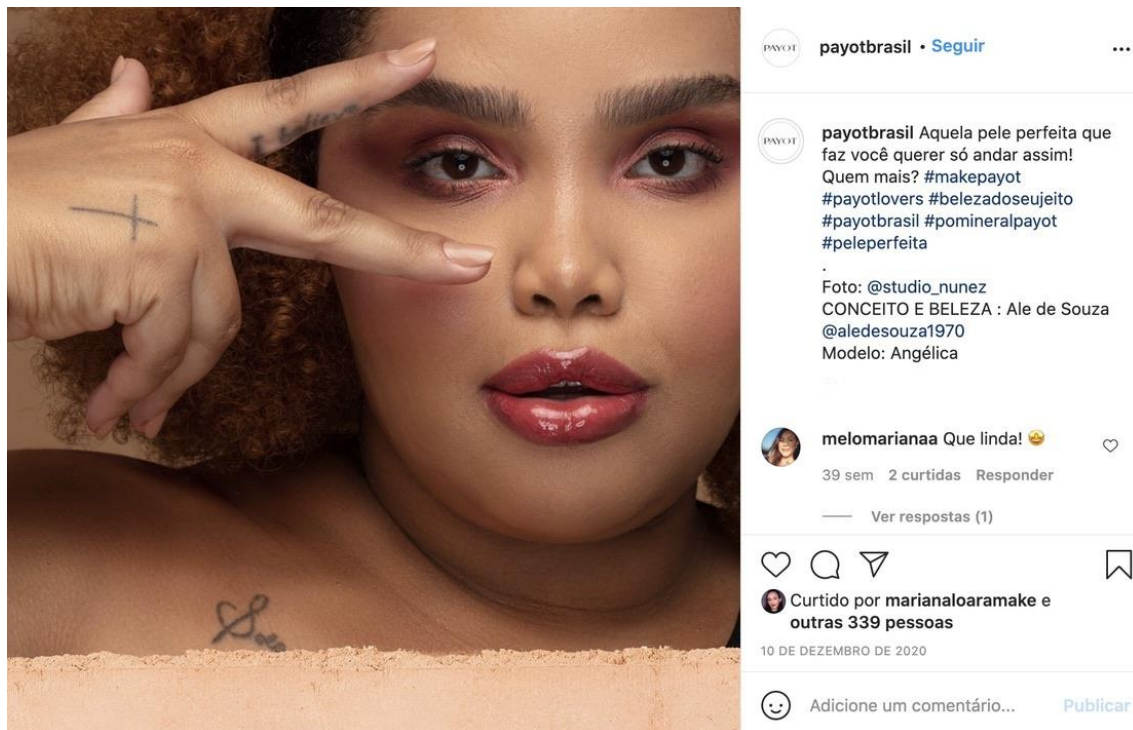 I believe
PAYOT
payotbrasil • Seguir
PAYOT
payotbrasil Aquela pele perfeita que
faz você querer só andar assim!
Quem mais? #makepayot
#payotlovers #belezadoseujeito
#payotbrasil #pomineralpayot
#peleperfeita
.
Foto: @studio_nunez
CONCEITO E BELEZA : Ale de Souza
@aledesouza1970
Modelo: Angélica
melomarianaa Que linda! 🤩
39 sem 2 curtidas Responder
Ver respostas (1)
Curtido por marianaloaramake e
outras 339 pessoas
10 DE DEZEMBRO DE 2020
Adicione um comentário... Publicar